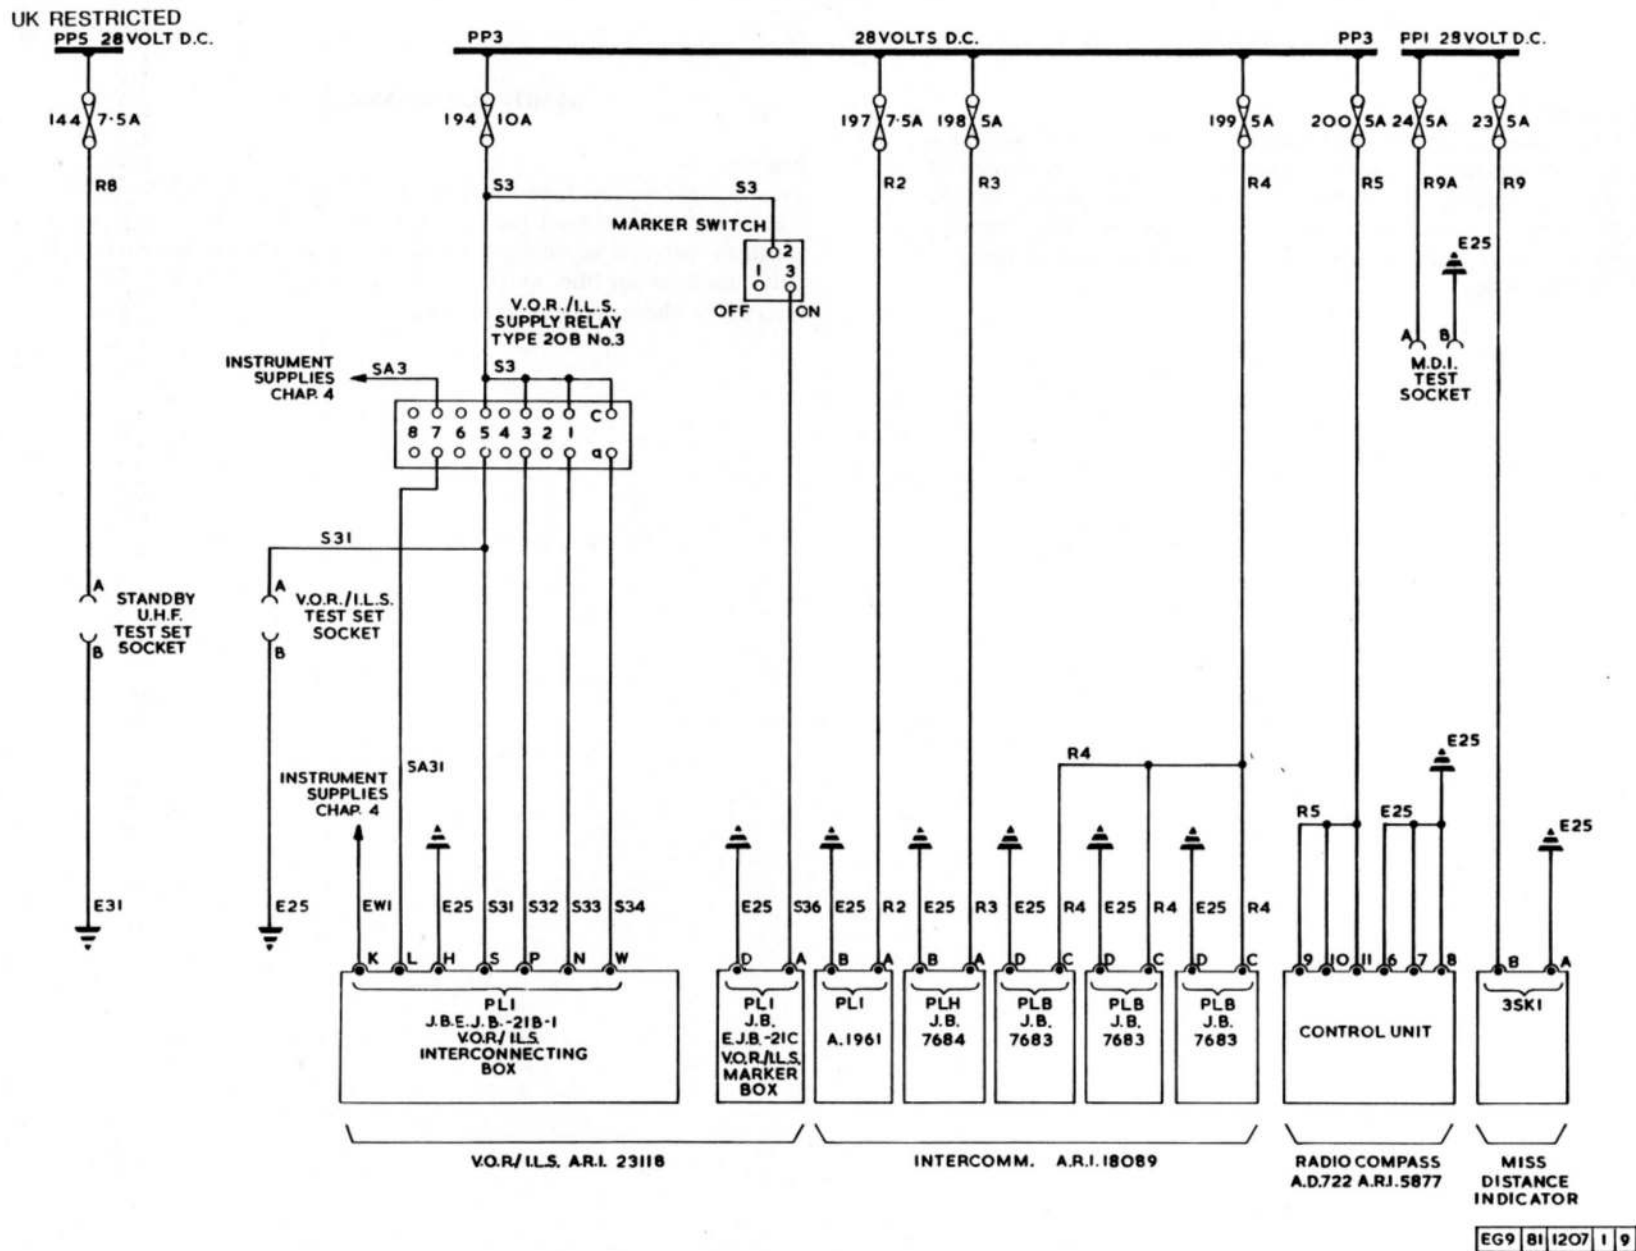 UK RESTRICTED
PP5 28 VOLT D.C.
PP3
28 VOLTS D.C.
PP3
PP1 28 VOLT D.C.
144 7·5A
194 10A
197 7·5A
198 5A
199 5A
200 5A
24 5A
23 5A
R8
S3
S3
R2
R3
R4
R5
R9A
R9
MARKER SWITCH
2
1 3
OFF ON
E25
A B
M.D.I.
TEST
SOCKET
V.O.R./I.L.S.
SUPPLY RELAY
TYPE 20B No.3
INSTRUMENT
SUPPLIES
CHAP. 4
SA3
S3
C
8 7 6 5 4 3 2 1
a
S31
A
STANDBY
U.H.F.
TEST SET
SOCKET
B
A
V.O.R./I.L.S.
TEST SET
SOCKET
B
INSTRUMENT
SUPPLIES
CHAP. 4
SA31
R4
E25
R5
E25
E25
E31
E25
EW1
E25
S31
S32
S33
S34
E25
S36
E25
R2
E25
R3
E25
R4
E25
R4
E25
R4
K L H S P N W
D A
B A
B A
D C
D C
D C
9 10 11 6 7 8
B A
PL1
J.B.E.J.B.-21B-1
V.O.R/ I.L.S.
INTERCONNECTING
BOX
PL1
J.B.
E.J.B.-21C
V.O.R./I.L.S.
MARKER
BOX
PL1
A.1961
PLH
J.B.
7684
PLB
J.B.
7683
PLB
J.B.
7683
PLB
J.B.
7683
CONTROL UNIT
3SK1
V.O.R/ I.L.S. A.R.I. 23118
INTERCOMM. A.R.I. 18089
RADIO COMPASS
A.D.722 A.R.I. 5877
MISS
DISTANCE
INDICATOR
EG9 81 1207 1 9